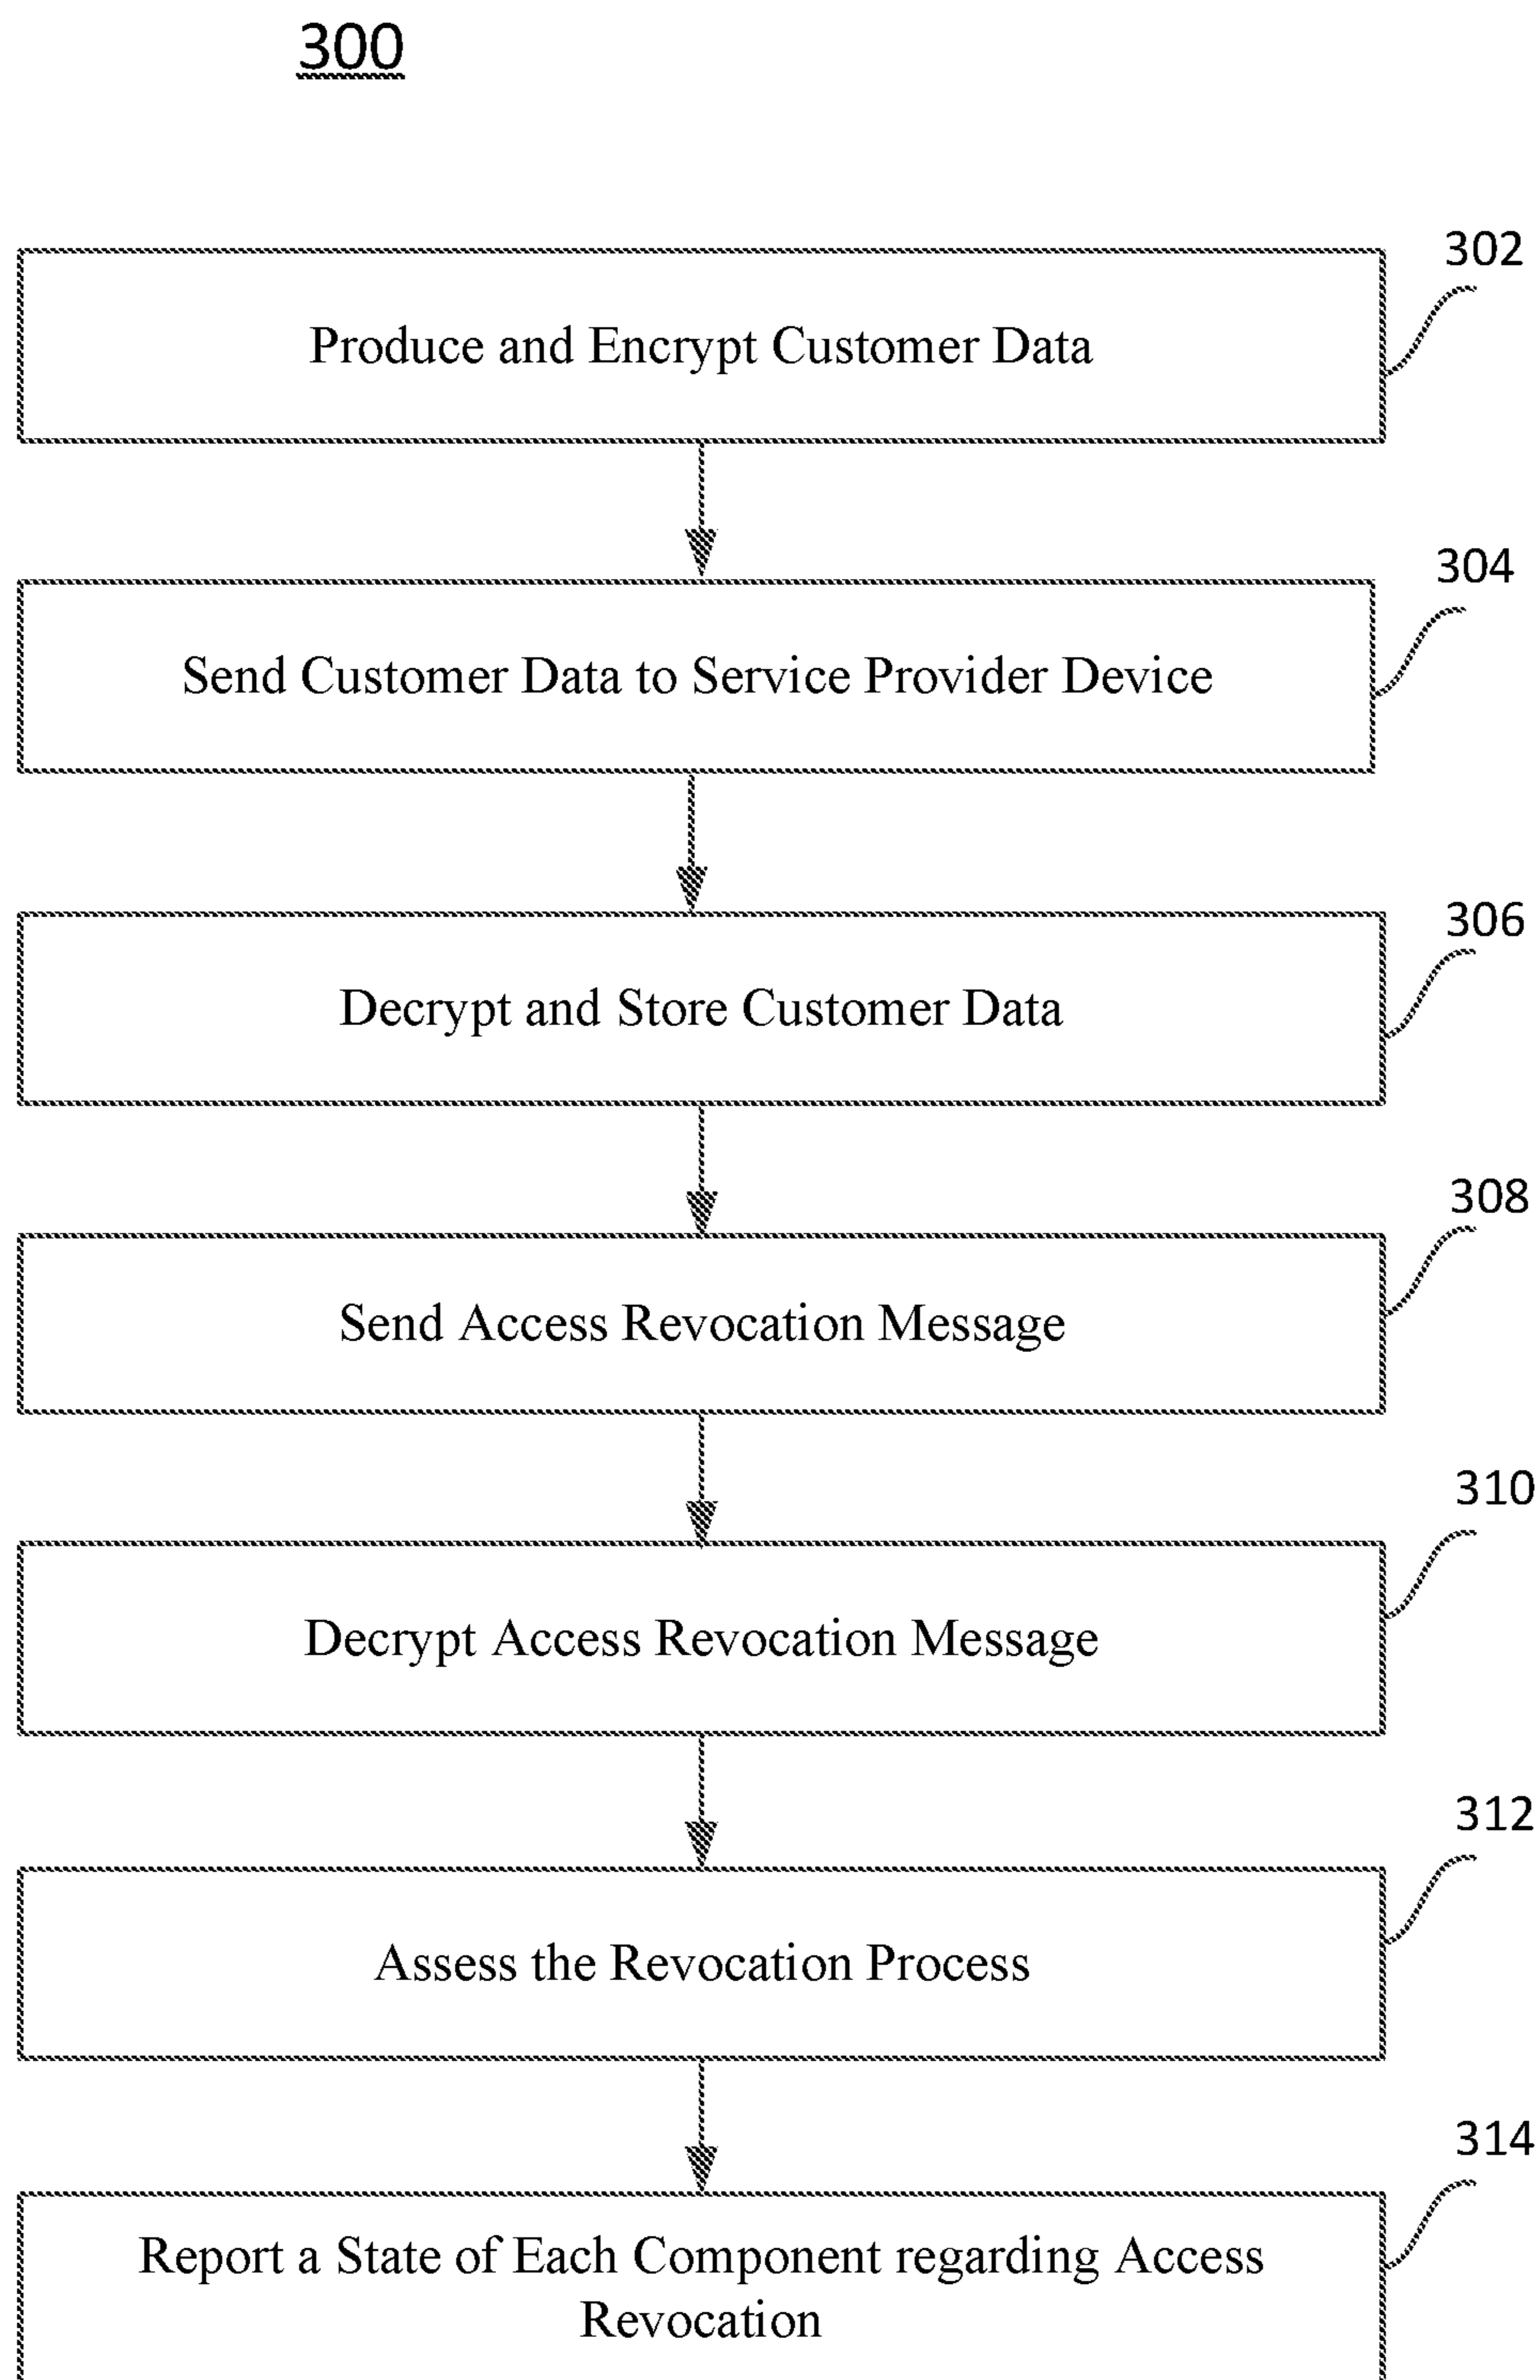 300
302
Produce and Encrypt Customer Data
304
Send Customer Data to Service Provider Device
306
Decrypt and Store Customer Data
308
Send Access Revocation Message
310
Decrypt Access Revocation Message
312
Assess the Revocation Process
314
Report a State of Each Component regarding Access
Revocation